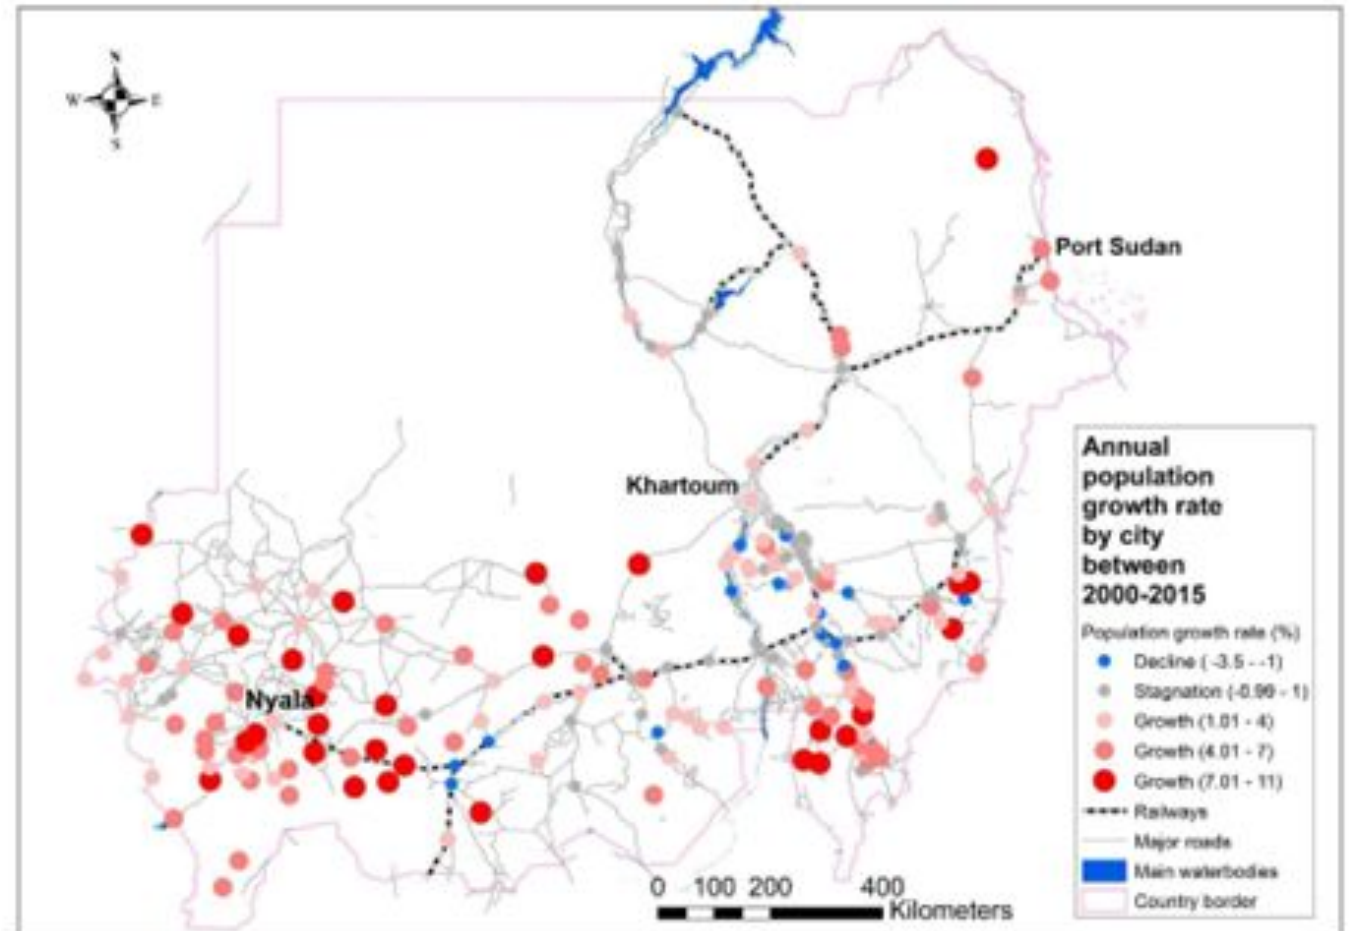 N
W E
S
Port Sudan
Khartoum
Nyala
Annual
population
growth rate
by city
between
2000-2015
Population growth rate (%)
Decline ( -3.5 - -1)
Stagnation (-0.99 - 1)
Growth (1.01 - 4)
Growth (4.01 - 7)
Growth (7.01 - 11)
Railways
Major roads
Main waterbodies
Country border
0 100 200 400
Kilometers